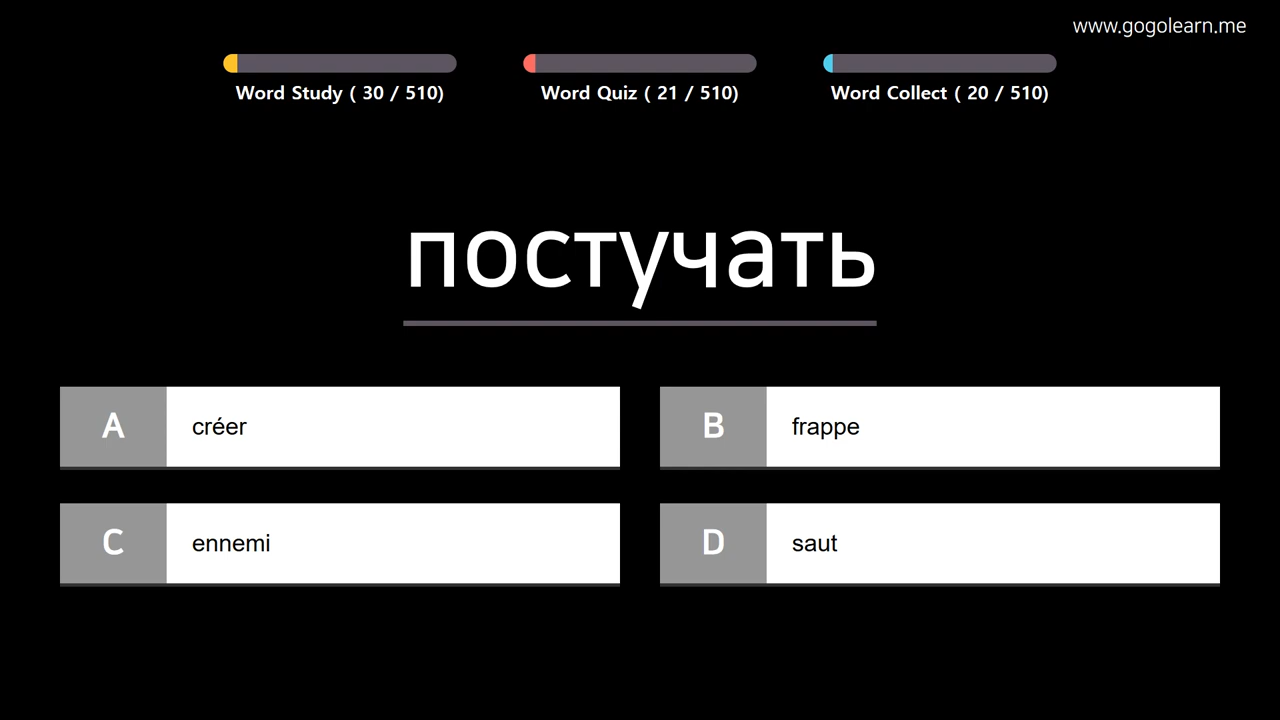 www.gogolearn.me
Word Study ( 30 / 510)
Word Quiz ( 21 / 510)
Word Collect ( 20 / 510)
постучать
A créer
B frappe
C ennemi
D saut